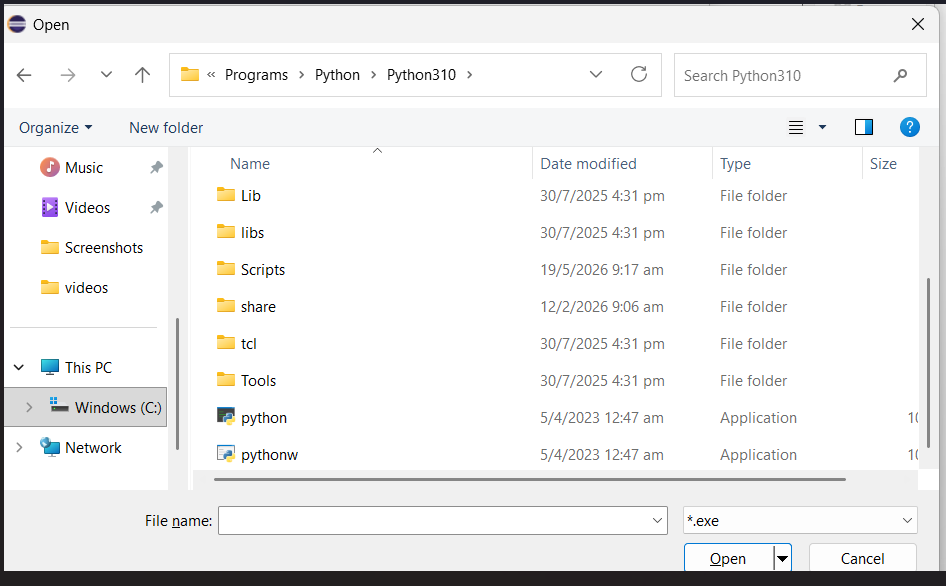 Open
« Programs > Python > Python310 >
Search Python310
Organize
New folder
?
Name Date modified Type Size
Music
Videos
Screenshots
videos
This PC
Windows (C:)
Network
Lib 30/7/2025 4:31 pm File folder
libs 30/7/2025 4:31 pm File folder
Scripts 19/5/2026 9:17 am File folder
share 12/2/2026 9:06 am File folder
tcl 30/7/2025 4:31 pm File folder
Tools 30/7/2025 4:31 pm File folder
python 5/4/2023 12:47 am Application
pythonw 5/4/2023 12:47 am Application
File name:
*.exe
Open
Cancel